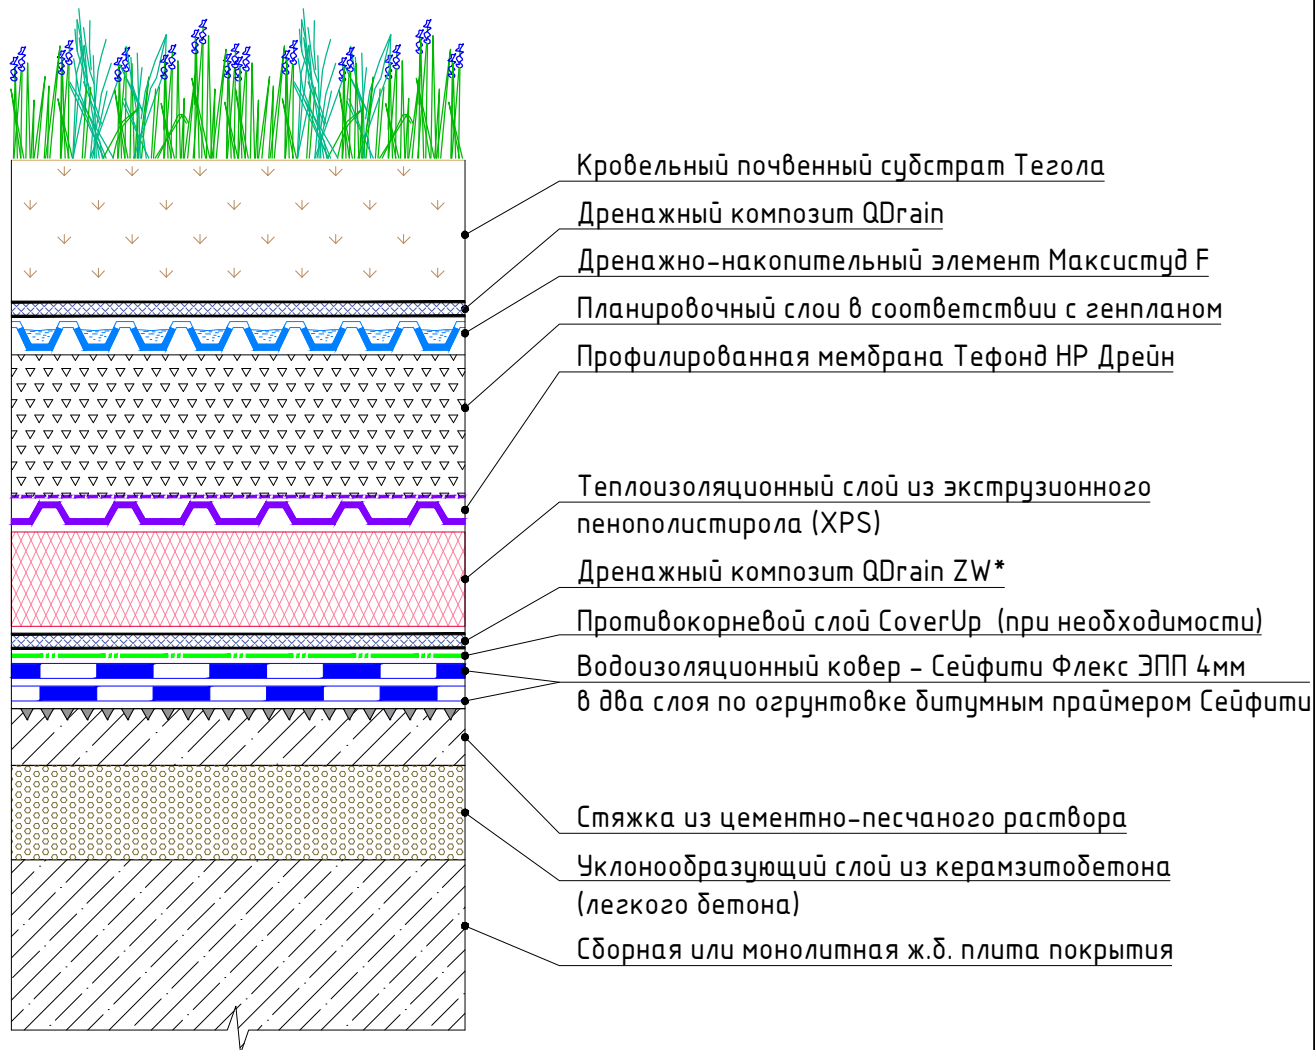 Кровельный почвенный субстрат Тегола
Дренажный композит QDrain
Дренажно-накопительный элемент Максистуд F
Планировочный слои в соответствии с генпланом
Профилированная мембрана Тефонд HP Дрейн
Теплоизоляционный слой из экструзионного
пенополистирола (XPS)
Дренажный композит QDrain ZW*
Противокорневой слой CoverUp (при необходимости)
Водоизоляционный ковер - Сейфити Флекс ЭПП 4мм
в два слоя по огрунтовке битумным праймером Сейфити
Стяжка из цементно-песчаного раствора
Уклонообразующий слой из керамзитобетона
(легкого бетона)
Сборная или монолитная ж.б. плита покрытия